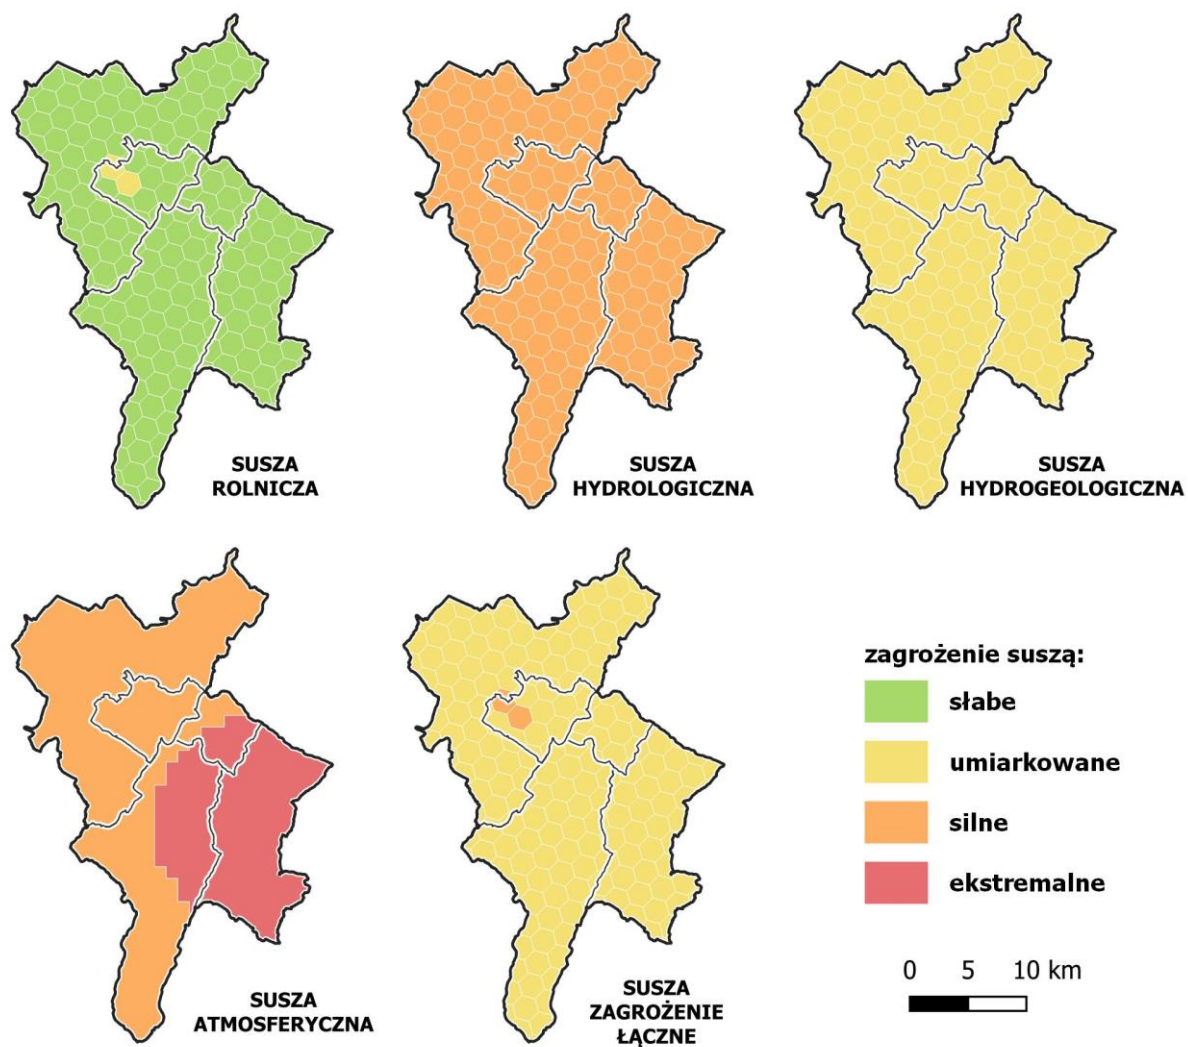 SUSZA
ROLNICZA
SUSZA
HYDROLOGICZNA
SUSZA
HYDROGEOLOGICZNA
SUSZA
ATMOSFERYCZNA
SUSZA
ZAGROŻENIE
ŁĄCZNE
zagrożenie suszą:
słabe
umiarkowane
silne
ekstremalne
0 5 10 km